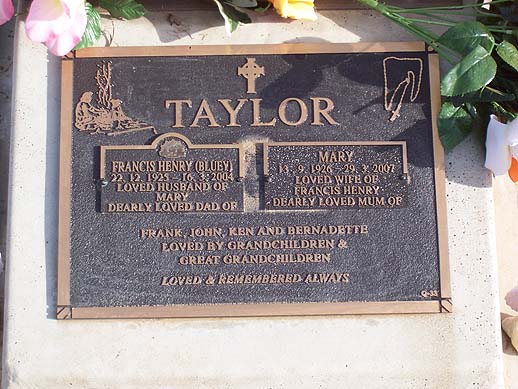 TAYLOR
FRANCIS HENRY (BLUEY)
22. 12. 1925 - 16. 3. 2004
LOVED HUSBAND OF
MARY
DEARLY LOVED DAD OF
MARY
13. 9. 1926 - 29. 3. 2007
LOVED WIFE OF
FRANCIS HENRY
DEARLY LOVED MUM OF
FRANK, JOHN, KEN AND BERNADETTE
LOVED BY GRANDCHILDREN &
GREAT GRANDCHILDREN
LOVED & REMEMBERED ALWAYS